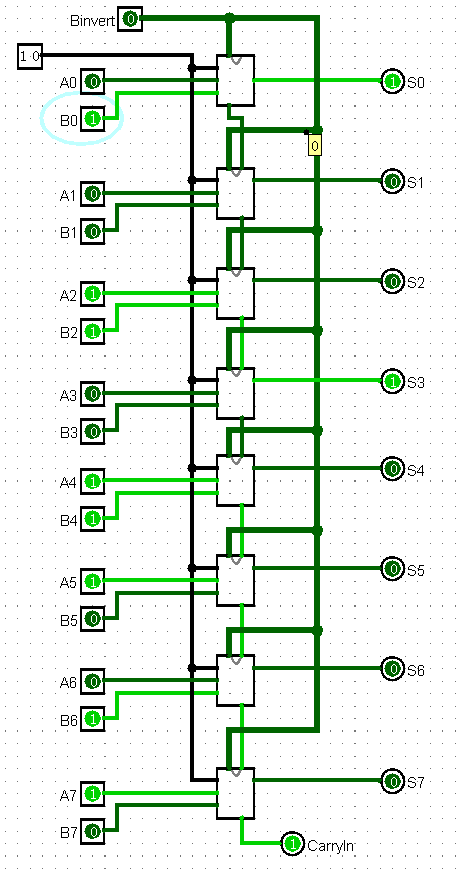 Binvert 0
1 0
A0 0
1 S0
B0 1
0
A1 0
0 S1
B1 0
A2 1
0 S2
B2 1
A3 0
1 S3
B3 0
A4 1
0 S4
B4 1
A5 1
0 S5
B5 0
A6 0
0 S6
B6 1
A7 1
0 S7
B7 0
1 CarryIn